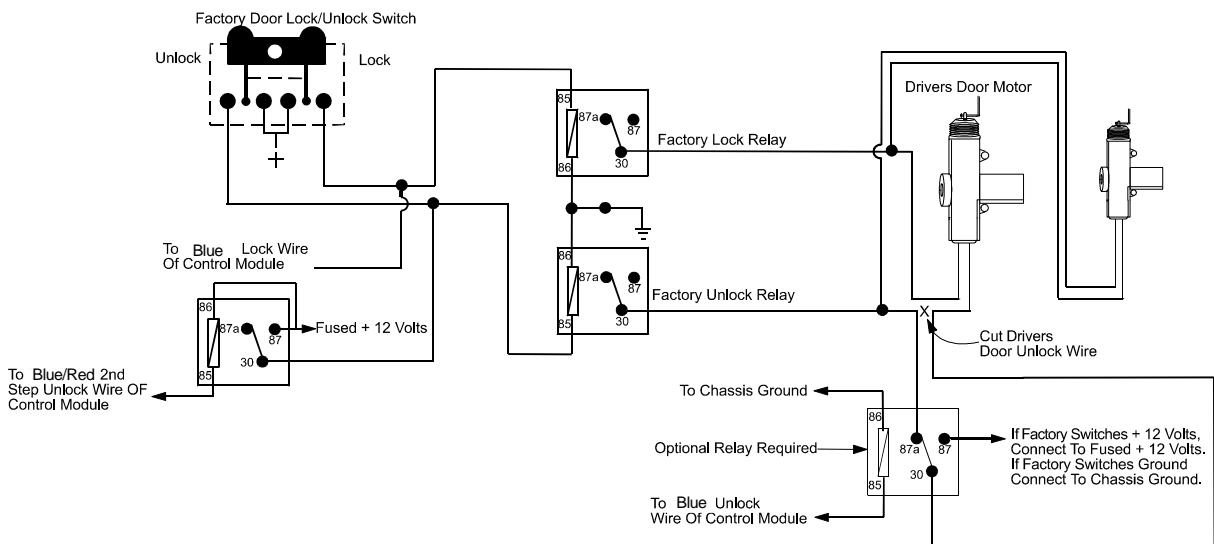 Factory Door Lock/Unlock Switch
Unlock
Lock
+
85
87a
87
30
86
Factory Lock Relay
Drivers Door Motor
To Blue Lock Wire
Of Control Module
86
87a
87
30
85
Factory Unlock Relay
86
87a
87
30
85
Fused + 12 Volts
To Blue/Red 2nd
Step Unlock Wire OF
Control Module
X
Cut Drivers
Door Unlock Wire
To Chassis Ground
Optional Relay Required
To Blue Unlock
Wire Of Control Module
86
87a
87
30
85
If Factory Switches + 12 Volts,
Connect To Fused + 12 Volts.
If Factory Switches Ground
Connect To Chassis Ground.